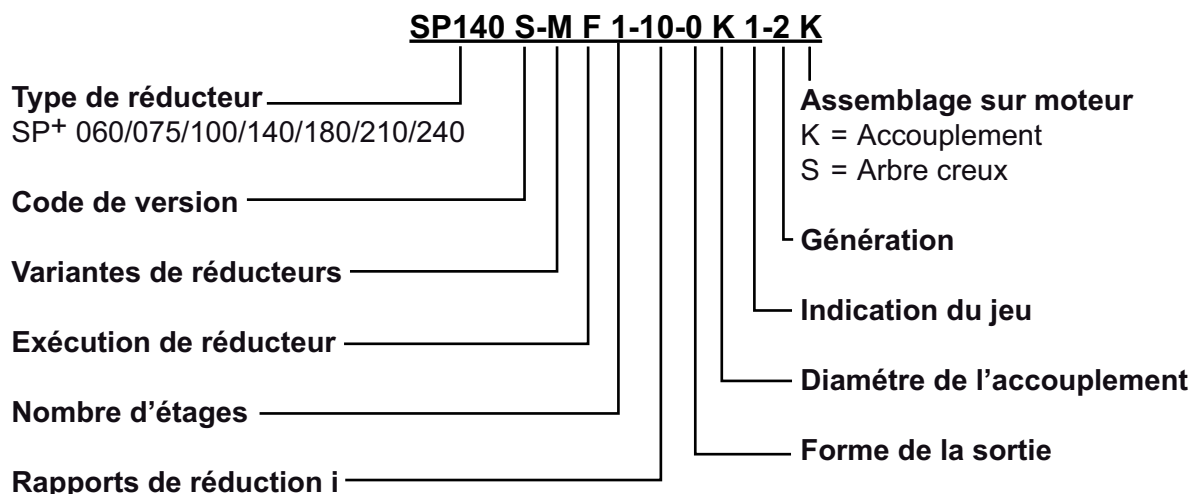 SP140 S-M F 1-10-0 K 1-2 K
Type de réducteur
SP+ 060/075/100/140/180/210/240
Code de version
Variantes de réducteurs
Exécution de réducteur
Nombre d’étages
Rapports de réduction i
Assemblage sur moteur
K = Accouplement
S = Arbre creux
Génération
Indication du jeu
Diamétre de l’accouplement
Forme de la sortie